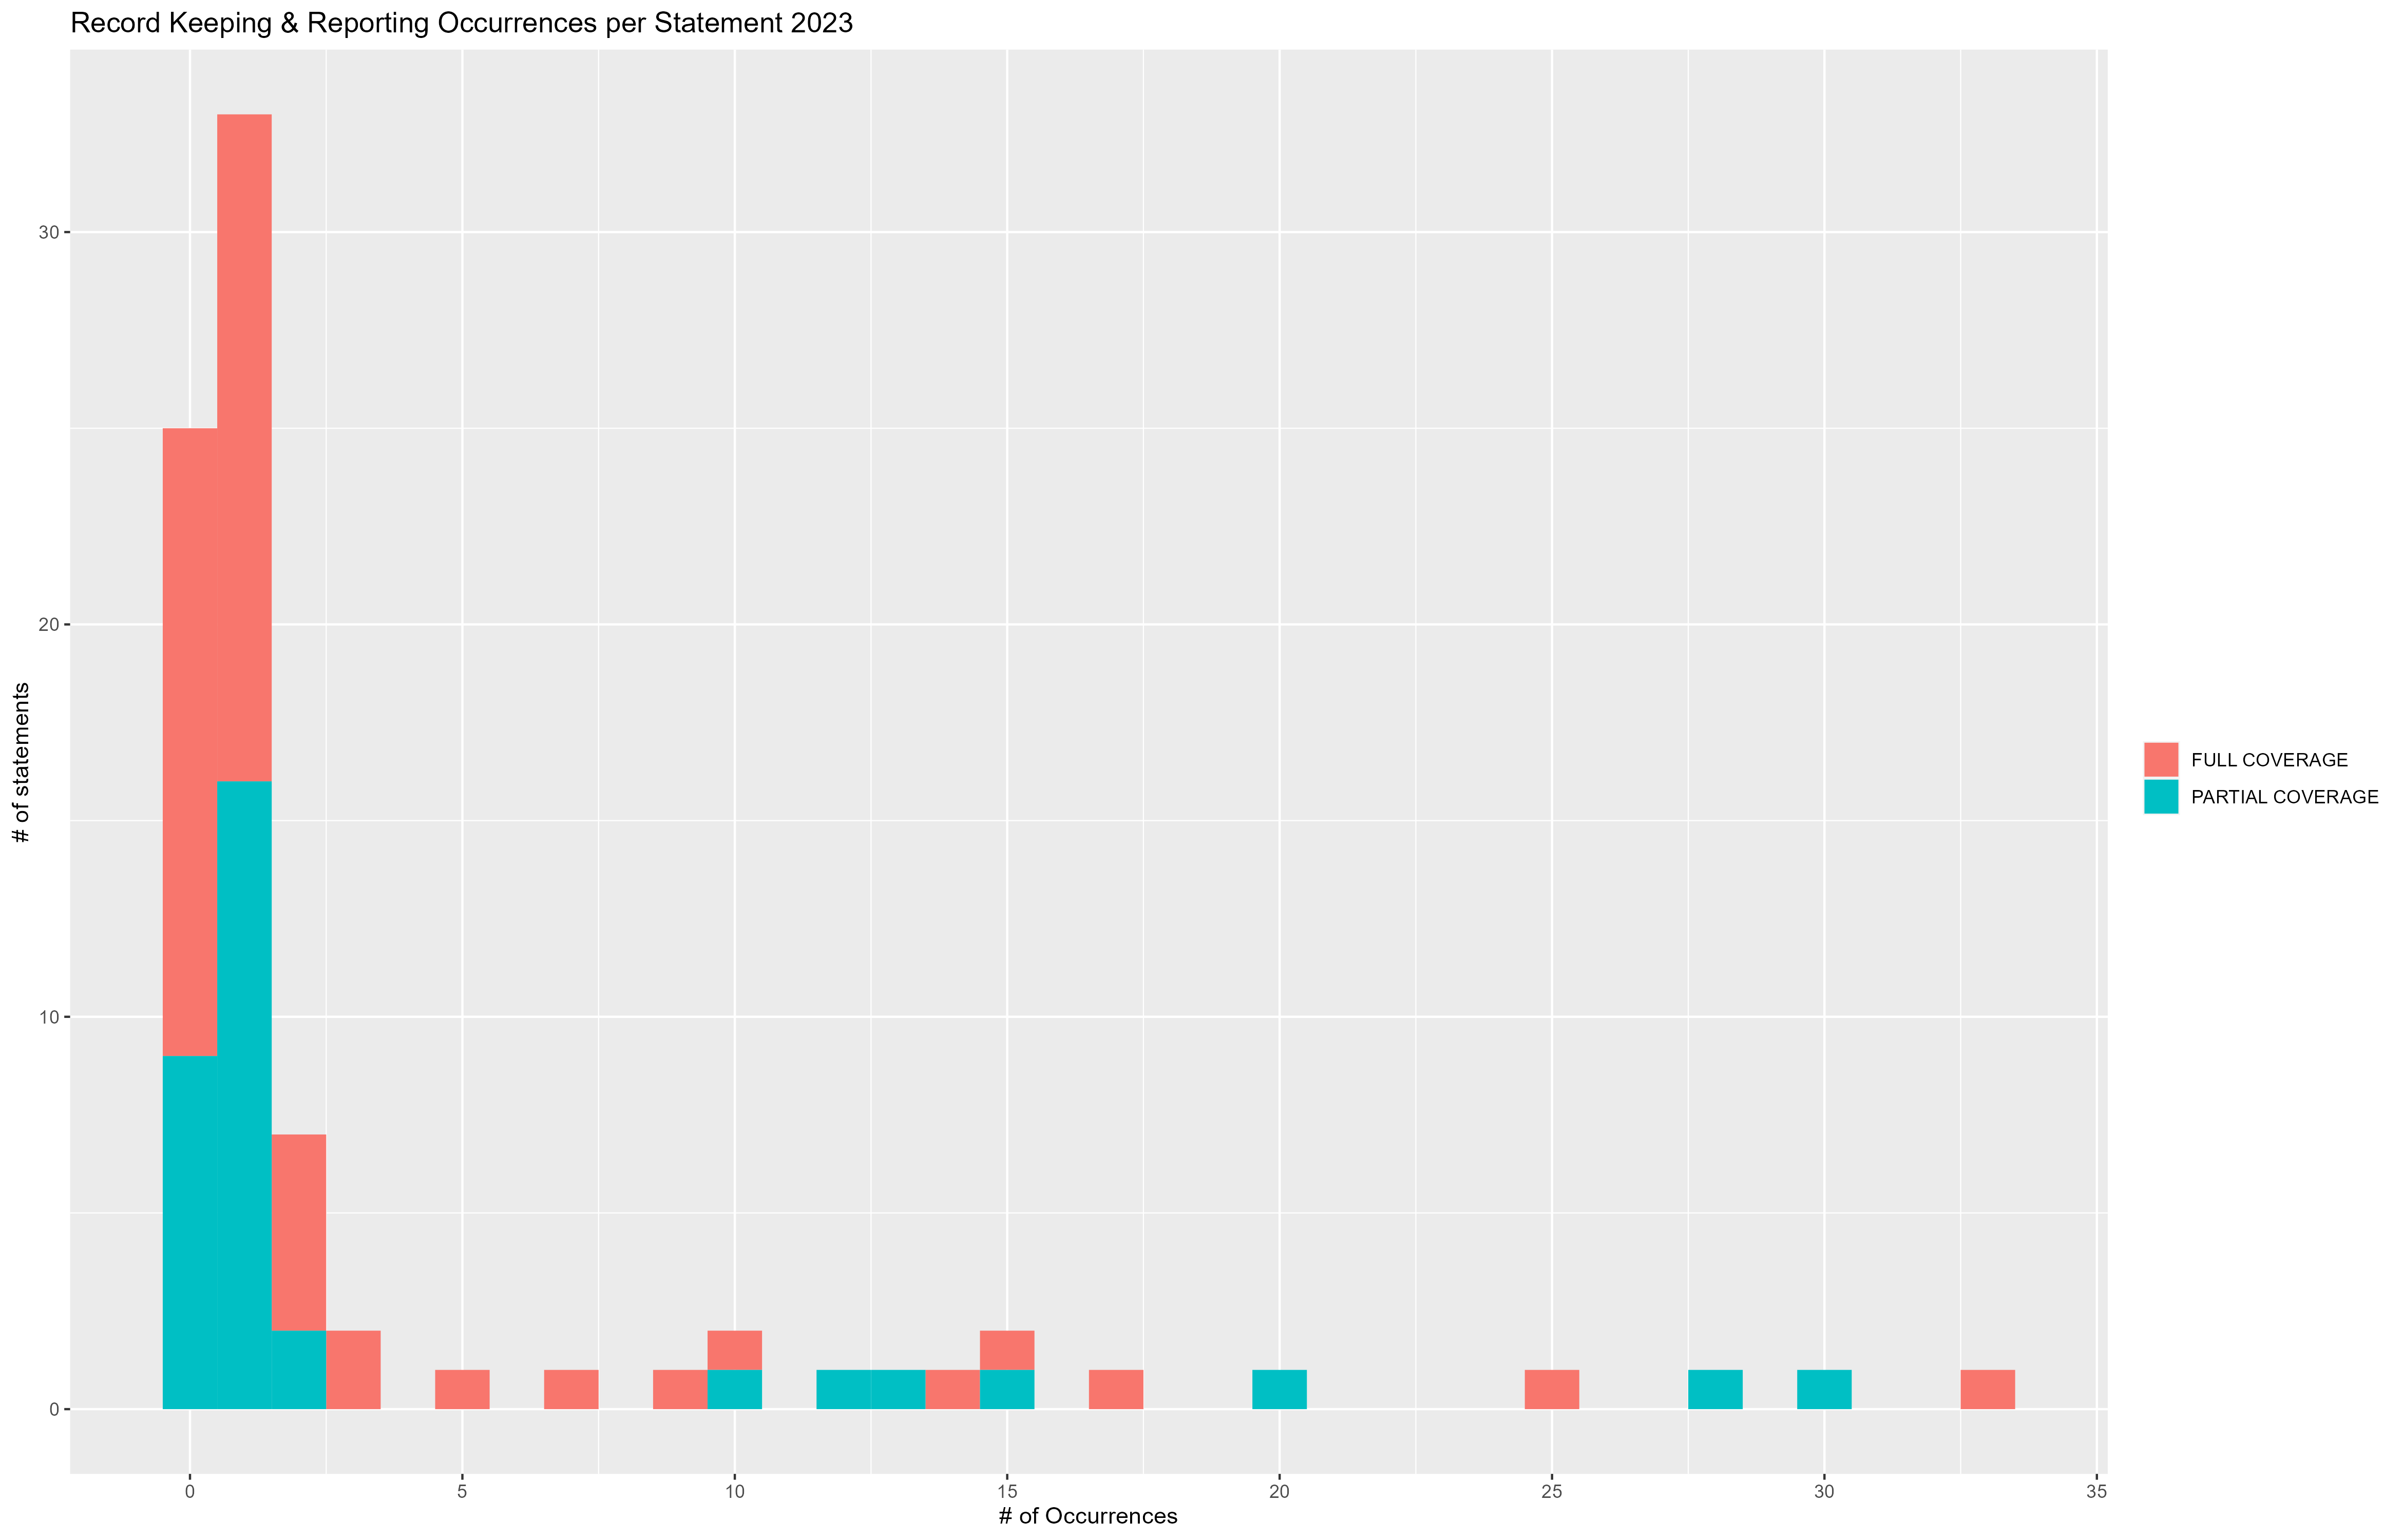 Record Keeping & Reporting Occurrences per Statement 2023
# of statements
30
20
10
0
0 5 10 15 20 25 30 35
# of Occurrences
FULL COVERAGE
PARTIAL COVERAGE